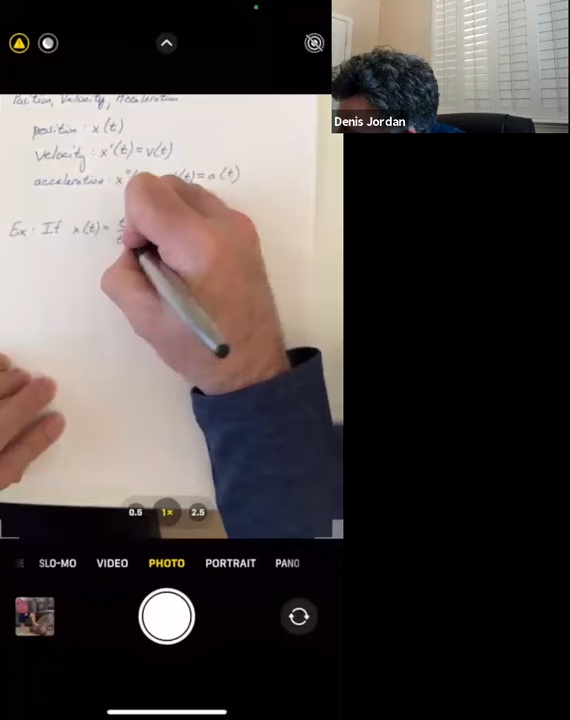 Denis Jordan
Position, Velocity, Acceleration
position : x(t)
velocity : x'(t) = v(t)
acceleration : x" '(t) = a(t)
Ex : If x(t) = t
0.5 1× 2.5
SLO-MO VIDEO PHOTO PORTRAIT PANO